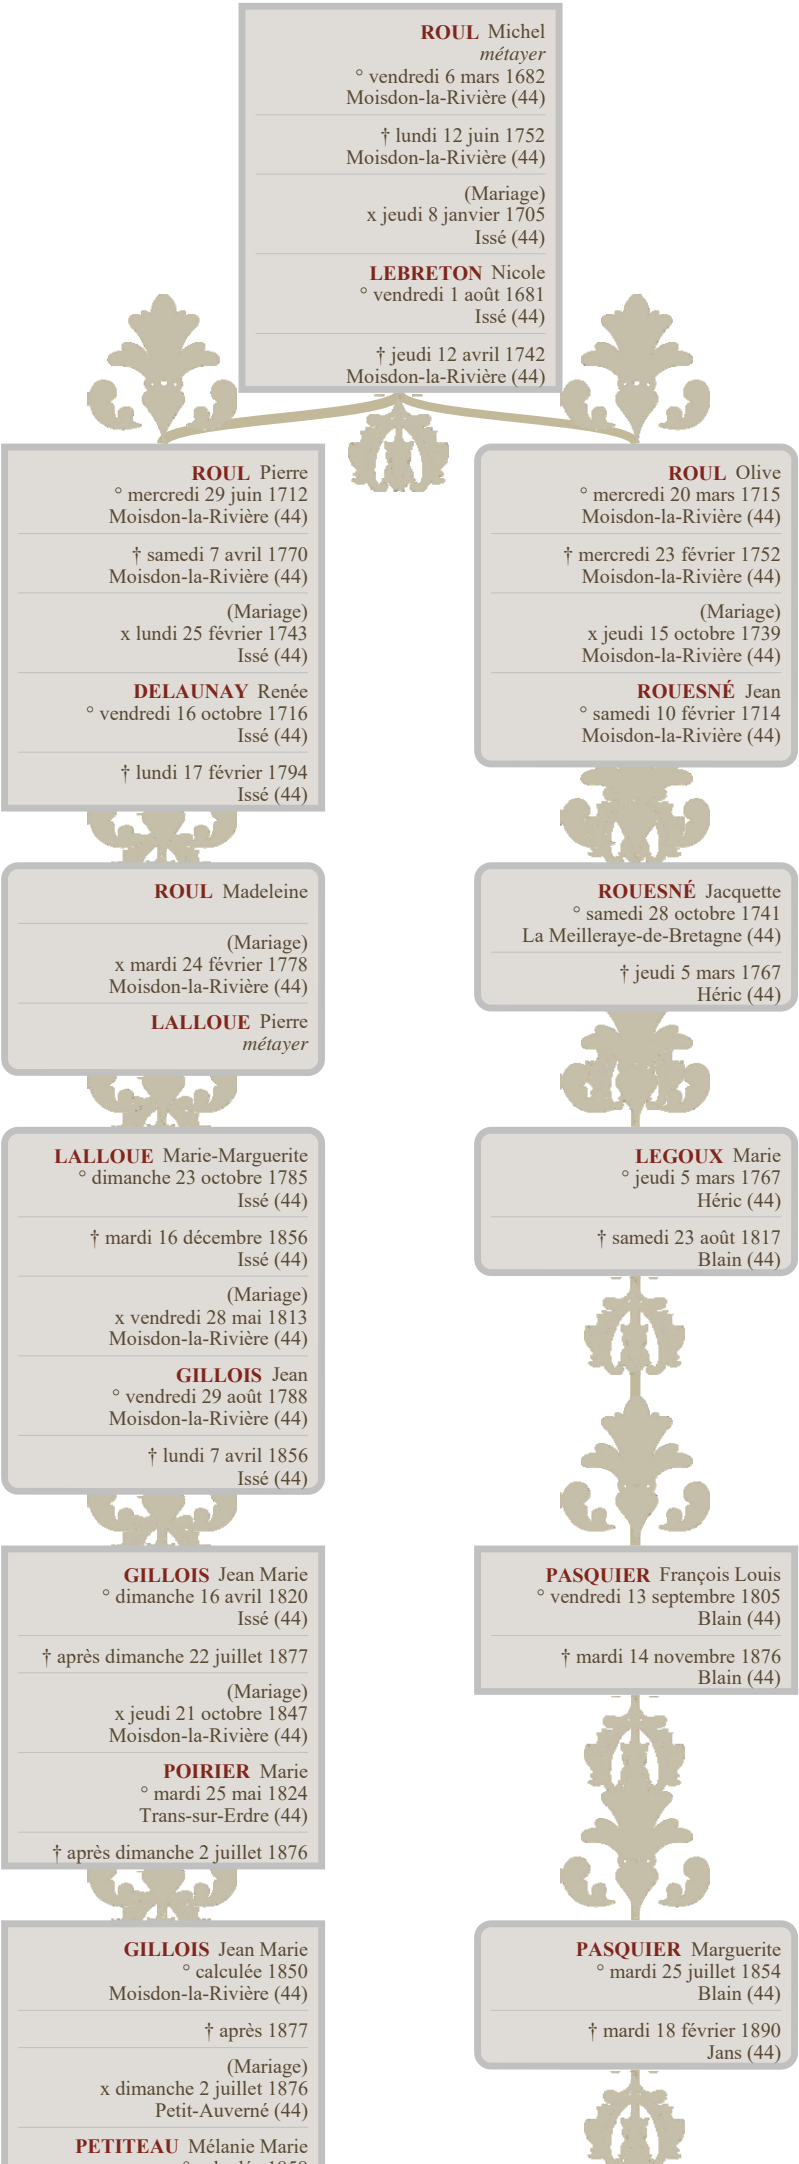 ROUL Michel
métayer
° vendredi 6 mars 1682
Moisdon-la-Rivière (44)
† lundi 12 juin 1752
Moisdon-la-Rivière (44)
(Mariage)
x jeudi 8 janvier 1705
Issé (44)
LEBRETON Nicole
° vendredi 1 août 1681
Issé (44)
† jeudi 12 avril 1742
Moisdon-la-Rivière (44)
ROUL Pierre
° mercredi 29 juin 1712
Moisdon-la-Rivière (44)
† samedi 7 avril 1770
Moisdon-la-Rivière (44)
(Mariage)
x lundi 25 février 1743
Issé (44)
DELAUNAY Renée
° vendredi 16 octobre 1716
Issé (44)
† lundi 17 février 1794
Issé (44)
ROUL Olive
° mercredi 20 mars 1715
Moisdon-la-Rivière (44)
† mercredi 23 février 1752
Moisdon-la-Rivière (44)
(Mariage)
x jeudi 15 octobre 1739
Moisdon-la-Rivière (44)
ROUESNÉ Jean
° samedi 10 février 1714
Moisdon-la-Rivière (44)
ROUL Madeleine
(Mariage)
x mardi 24 février 1778
Moisdon-la-Rivière (44)
LALLOUE Pierre
métayer
ROUESNÉ Jacquette
° samedi 28 octobre 1741
La Meilleraye-de-Bretagne (44)
† jeudi 5 mars 1767
Héric (44)
LALLOUE Marie-Marguerite
° dimanche 23 octobre 1785
Issé (44)
† mardi 16 décembre 1856
Issé (44)
(Mariage)
x vendredi 28 mai 1813
Moisdon-la-Rivière (44)
GILLOIS Jean
° vendredi 29 août 1788
Moisdon-la-Rivière (44)
† lundi 7 avril 1856
Issé (44)
LEGOUX Marie
° jeudi 5 mars 1767
Héric (44)
† samedi 23 août 1817
Blain (44)
GILLOIS Jean Marie
° dimanche 16 avril 1820
Issé (44)
† après dimanche 22 juillet 1877
(Mariage)
x jeudi 21 octobre 1847
Moisdon-la-Rivière (44)
POIRIER Marie
° mardi 25 mai 1824
Trans-sur-Erdre (44)
† après dimanche 2 juillet 1876
PASQUIER François Louis
° vendredi 13 septembre 1805
Blain (44)
† mardi 14 novembre 1876
Blain (44)
GILLOIS Jean Marie
° calculée 1850
Moisdon-la-Rivière (44)
† après 1877
(Mariage)
x dimanche 2 juillet 1876
Petit-Auverné (44)
PETITEAU Mélanie Marie
PASQUIER Marguerite
° mardi 25 juillet 1854
Blain (44)
† mardi 18 février 1890
Jans (44)